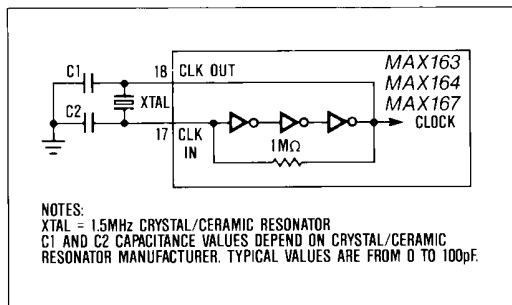 MAX163
MAX164
MAX167
C1
18 CLK OUT
XTAL
C2
17 CLK
IN
1MΩ
CLOCK
NOTES:
XTAL = 1.5MHz CRYSTAL/CERAMIC RESONATOR
C1 AND C2 CAPACITANCE VALUES DEPEND ON CRYSTAL/CERAMIC
RESONATOR MANUFACTURER. TYPICAL VALUES ARE FROM 0 TO 100pF.